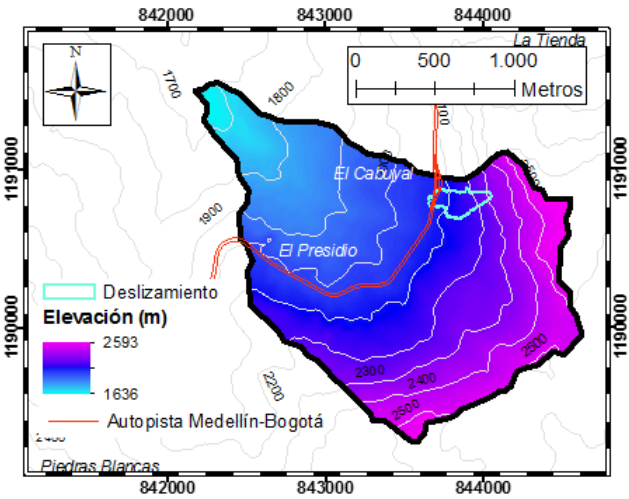 842000 843000 844000
La Tienda
N
0 500 1.000
Metros
1700
1800
1191000 1191000
El Cabuyal
1900
El Presidio
Deslizamiento
Elevación (m)
2593
1636
1190000 1190000
2200
2300
2400
2500
2500
Autopista Medellín-Bogotá
Piedras Blancas
842000 843000 844000